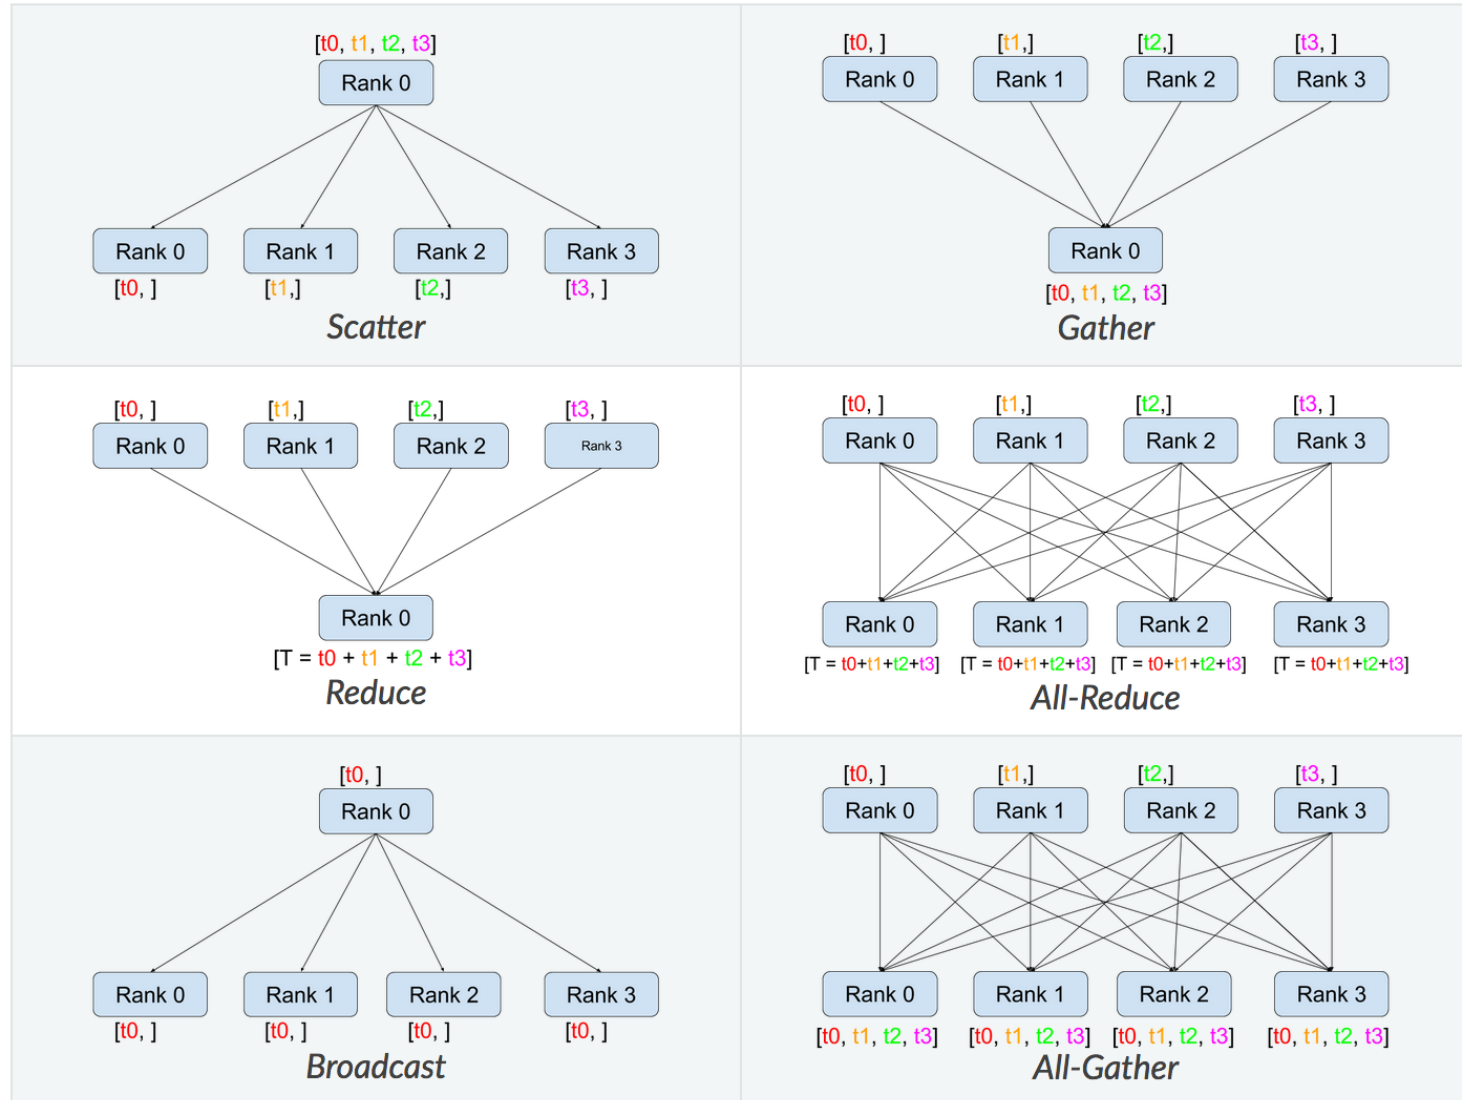 [t0, t1, t2, t3]
Rank 0
Rank 0 Rank 1 Rank 2 Rank 3
[t0, ] [t1,] [t2,] [t3, ]
Scatter
[t0, ] [t1,] [t2,] [t3, ]
Rank 0 Rank 1 Rank 2 Rank 3
Rank 0
[t0, t1, t2, t3]
Gather
[t0, ] [t1,] [t2,] [t3, ]
Rank 0 Rank 1 Rank 2 Rank 3
Rank 0
[T = t0 + t1 + t2 + t3]
Reduce
[t0, ] [t1,] [t2,] [t3, ]
Rank 0 Rank 1 Rank 2 Rank 3
Rank 0 Rank 1 Rank 2 Rank 3
[T = t0+t1+t2+t3] [T = t0+t1+t2+t3] [T = t0+t1+t2+t3] [T = t0+t1+t2+t3]
All-Reduce
[t0, ]
Rank 0
Rank 0 Rank 1 Rank 2 Rank 3
[t0, ] [t0, ] [t0, ] [t0, ]
Broadcast
[t0, ] [t1,] [t2,] [t3, ]
Rank 0 Rank 1 Rank 2 Rank 3
Rank 0 Rank 1 Rank 2 Rank 3
[t0, t1, t2, t3] [t0, t1, t2, t3] [t0, t1, t2, t3] [t0, t1, t2, t3]
All-Gather